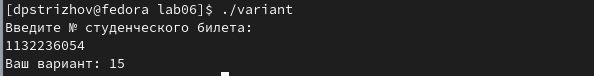 [dpstrizhov@fedora lab06]$ ./variant
Введите № студенческого билета:
1132236054
Ваш вариант: 15